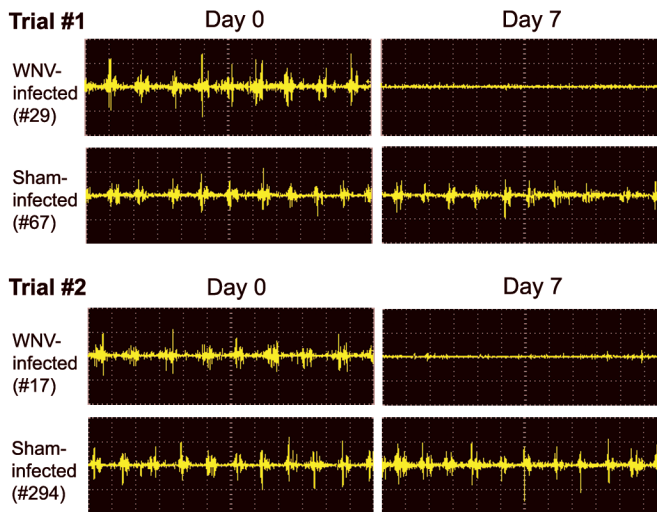 Trial #1
Day 0
Day 7
WNV-
infected
(#29)
Sham-
infected
(#67)
Trial #2
Day 0
Day 7
WNV-
infected
(#17)
Sham-
infected
(#294)